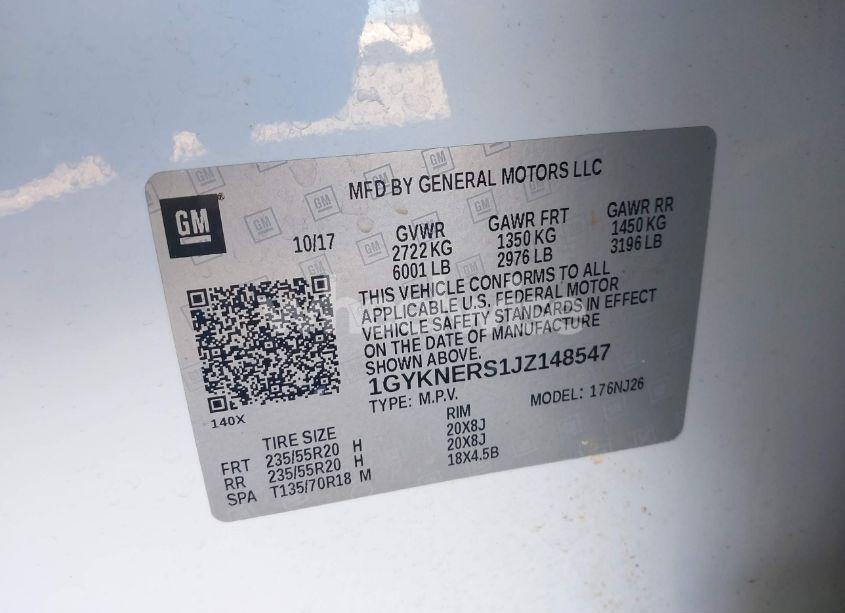 MFD BY GENERAL MOTORS LLC
GM ®
10/17
GVWR GAWR FRT GAWR RR
2722 KG 1350 KG 1450 KG
6001 LB 2976 LB 3196 LB
THIS VEHICLE CONFORMS TO ALL
APPLICABLE U.S. FEDERAL MOTOR
VEHICLE SAFETY STANDARDS IN EFFECT
ON THE DATE OF MANUFACTURE
SHOWN ABOVE.
1GYKNERS1JZ148547
TYPE: M.P.V. MODEL: 176NJ26
140X
TIRE SIZE RIM
FRT 235/55R20 H 20X8J
RR 235/55R20 H 20X8J
SPA T135/70R18 M 18X4.5B